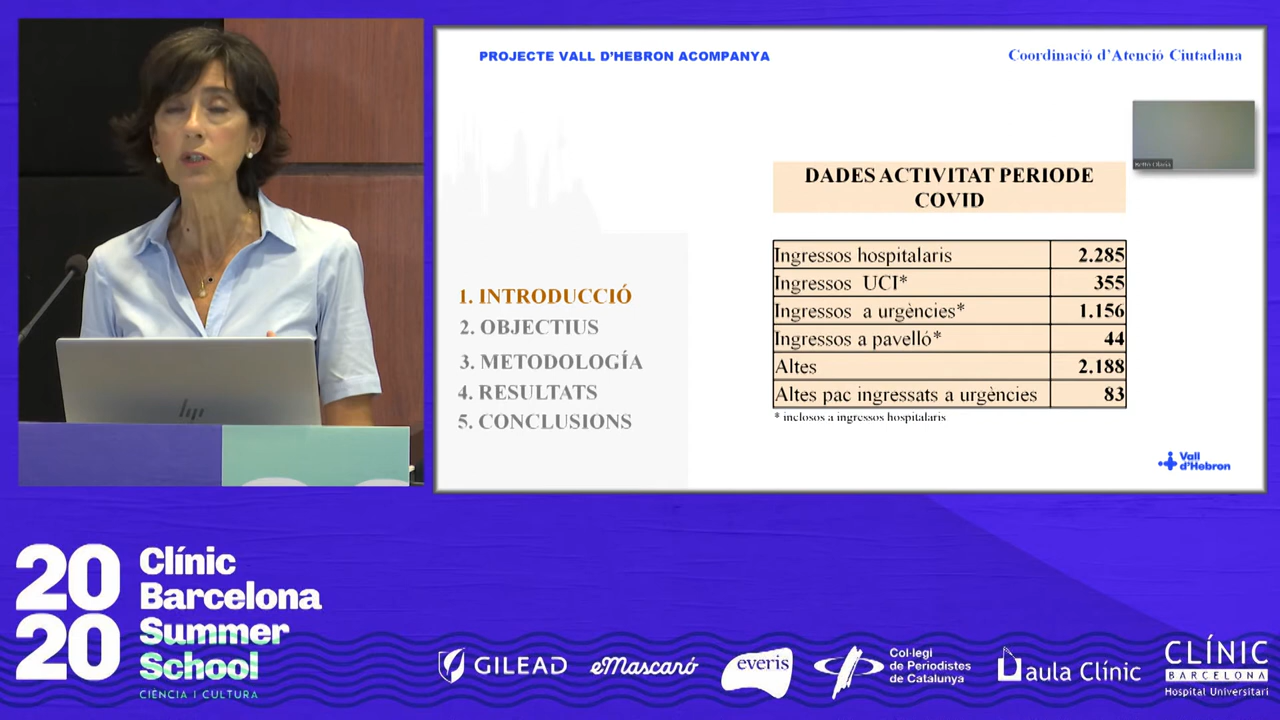 PROJECTE VALL D'HEBRON ACOMPANYA
Coordinació d'Atenció Ciutadana
DADES ACTIVITAT PERIODE
COVID
Ingressos hospitalaris 2.285
Ingressos UCI* 355
Ingressos a urgències* 1.156
Ingressos a pavelló* 44
Altes 2.188
Altes pac ingressats a urgències 83
* inclosos a ingressos hospitalaris
1. INTRODUCCIÓ
2. OBJECTIUS
3. METODOLOGÍA
4. RESULTATS
5. CONCLUSIONS
Vall
d'Hebron
hp
2020
Clínic
Barcelona
Summer
School
CIÈNCIA I CULTURA
GILEAD
eMascaró
everis
Col·legi
de Periodistes
de Catalunya
aula Clínic
CLÍNIC
BARCELONA
Hospital Universitari